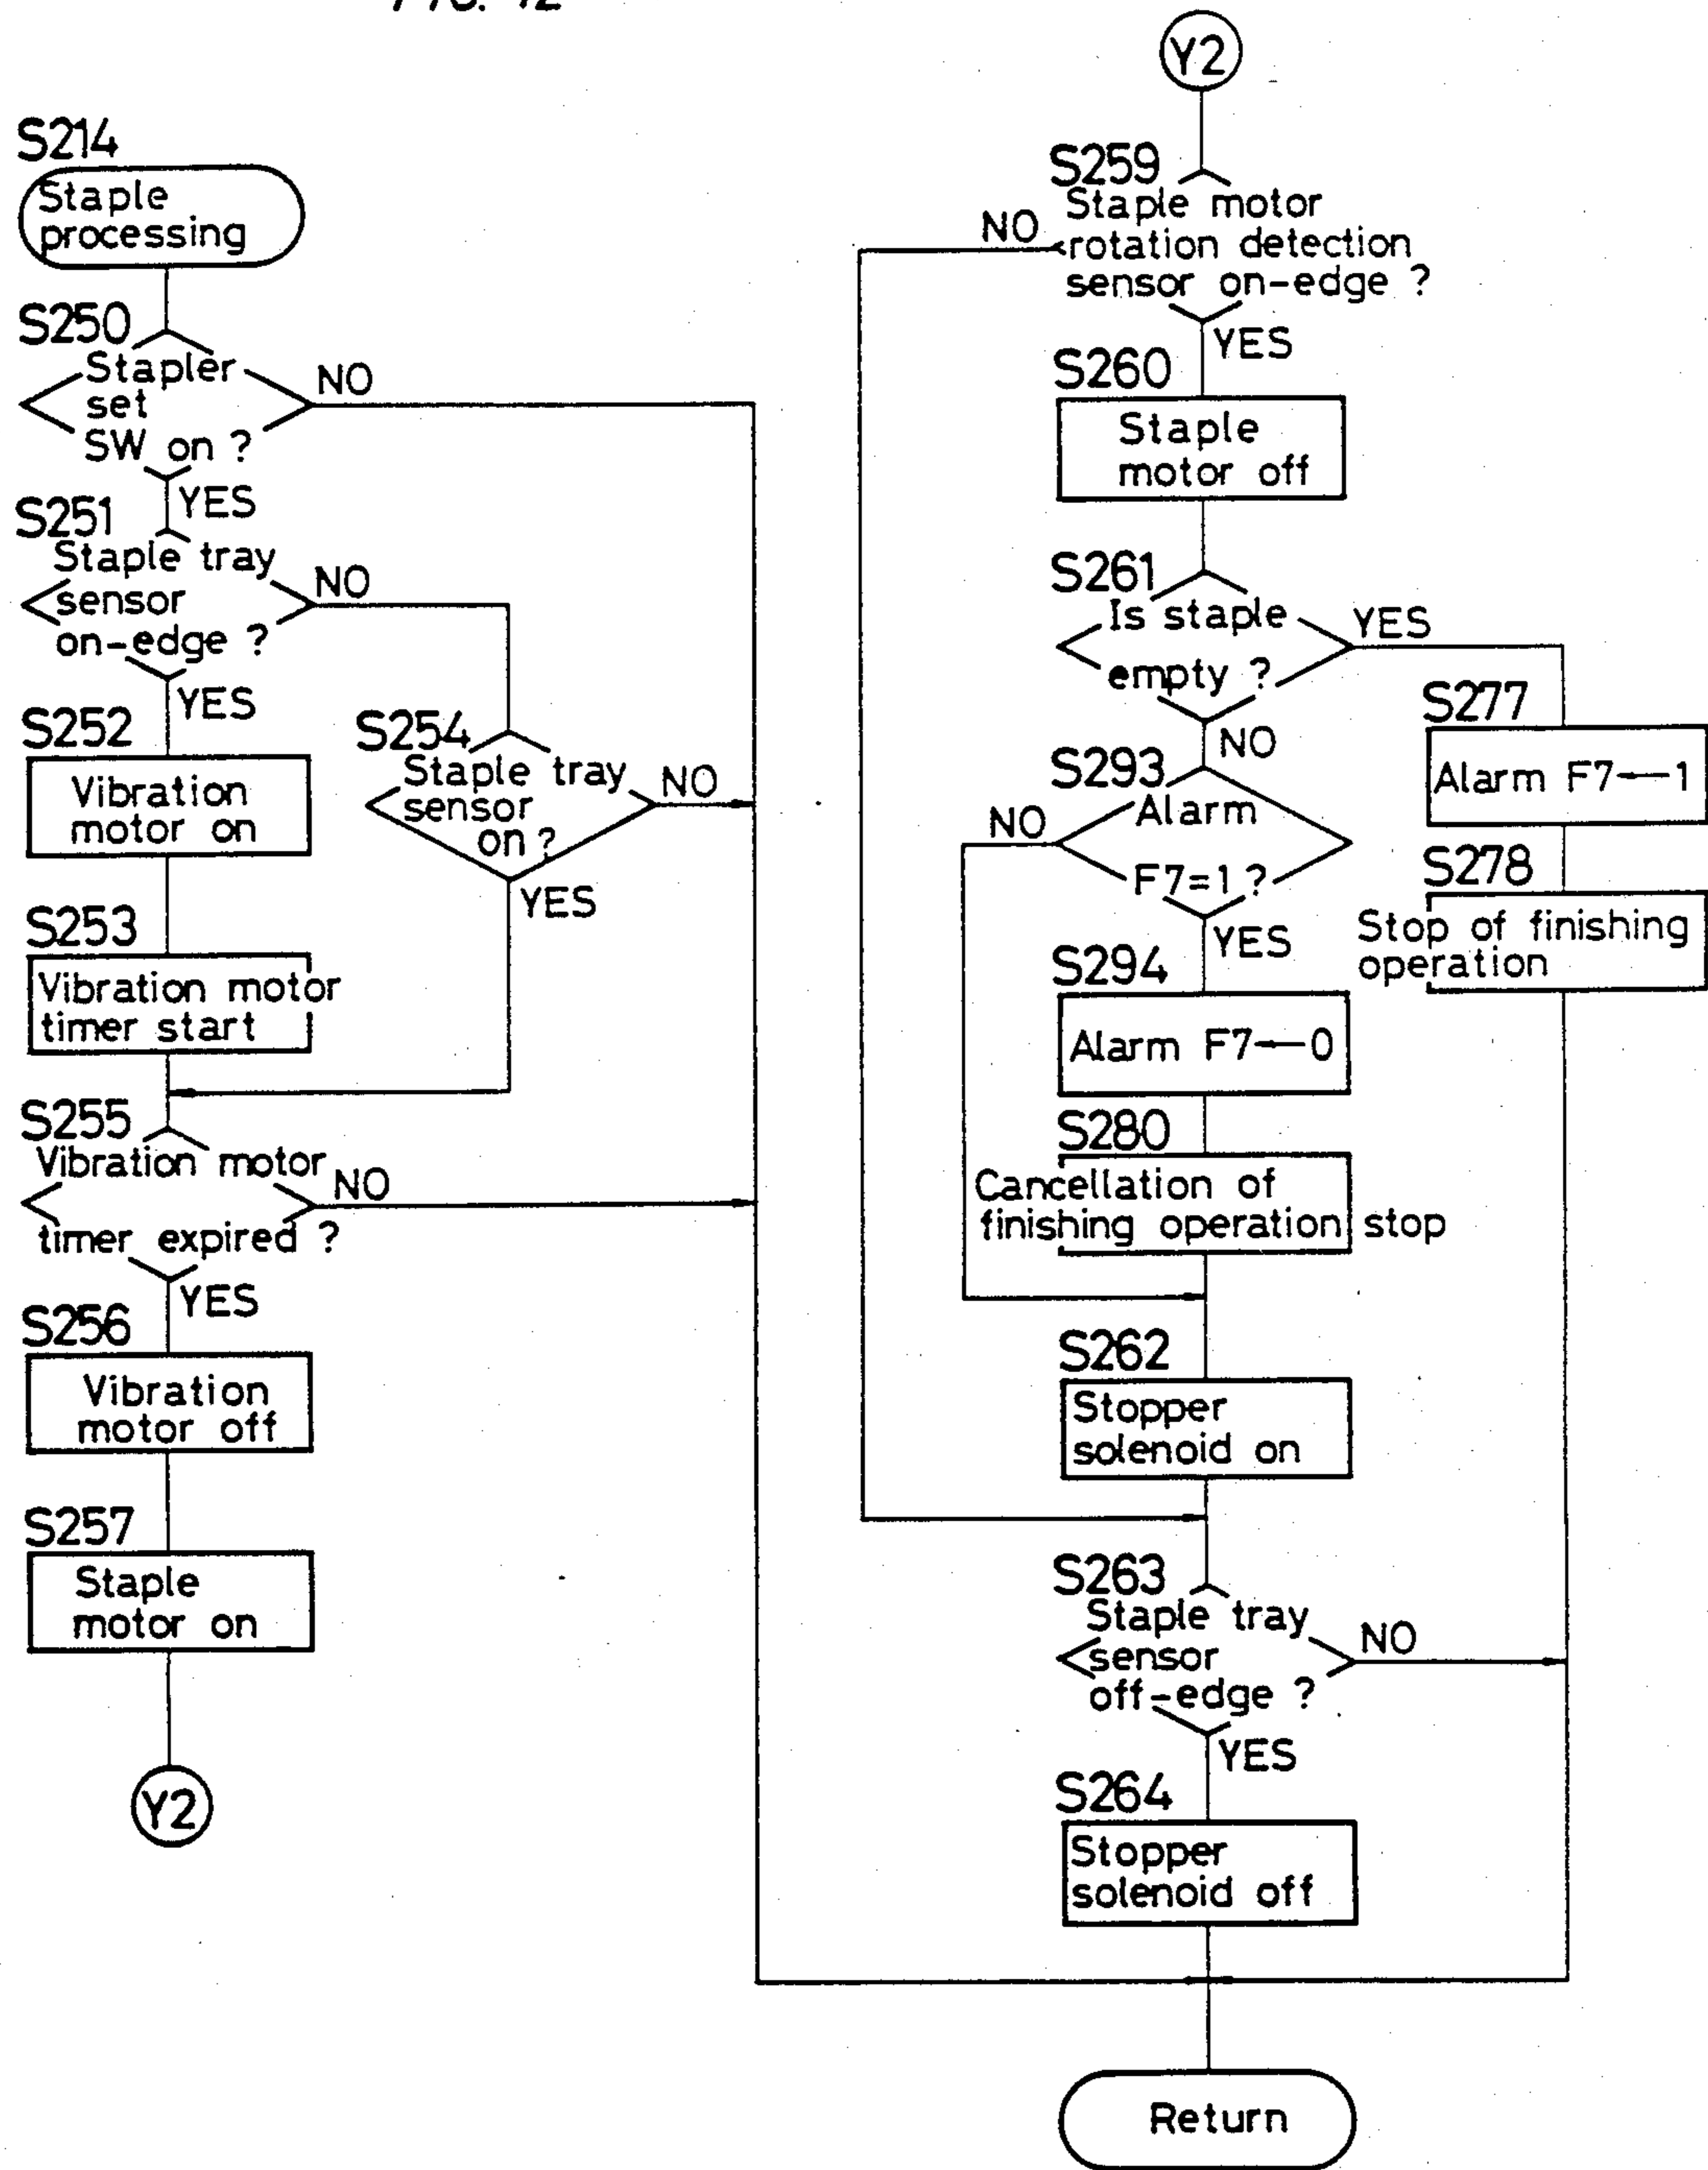 FIG. 42
S214
Staple
processing
S250
Stapler
set
SW on ?
NO
YES
S251
Staple tray
sensor
on-edge ?
NO
YES
S252
Vibration
motor on
S253
Vibration motor
timer start
S254
Staple tray
sensor
on ?
NO
YES
S255
Vibration motor
timer expired ?
NO
YES
S256
Vibration
motor off
S257
Staple
motor on
Y2
Y2
S259
Staple motor
rotation detection
sensor on-edge ?
NO
YES
S260
Staple
motor off
S261
Is staple
empty ?
YES
NO
S277
Alarm F7←1
S278
Stop of finishing
operation
S293
Alarm
F7=1 ?
NO
YES
S294
Alarm F7←0
S280
Cancellation of
finishing operation stop
S262
Stopper
solenoid on
S263
Staple tray
sensor
off-edge ?
NO
YES
S264
Stopper
solenoid off
Return